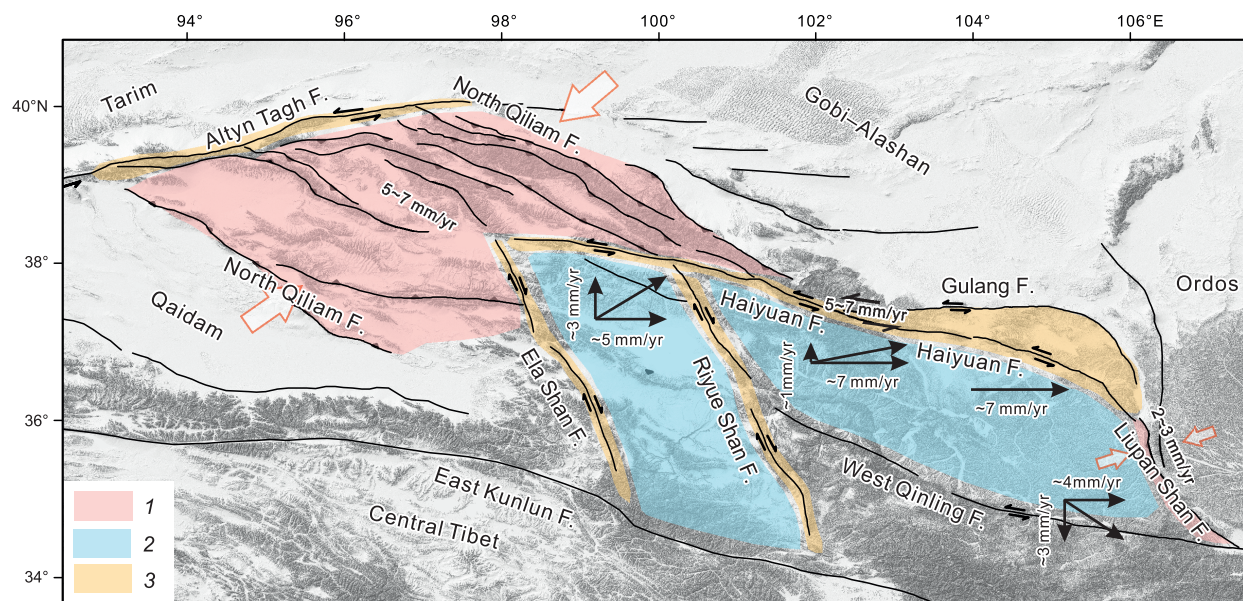 94° 96° 98° 100° 102° 104° 106°E
40°N
38°
36°
34°
Tarim
Altyn Tagh F.
North Qiliam F.
Gobi–Alashan
5~7 mm/yr
North Qiliam F.
Qaidam
~3 mm/yr
~5 mm/yr
Haiyuan F.
5~7 mm/yr
Gulang F.
Ordos
Haiyuan F.
~1mm/yr
~7 mm/yr
~7 mm/yr
Ela Shan F.
Riyue Shan F.
2~3 mm/yr
Liupan Shan F.
West Qinling F.
~4mm/yr
~3 mm/yr
East Kunlun F.
Central Tibet
1
2
3